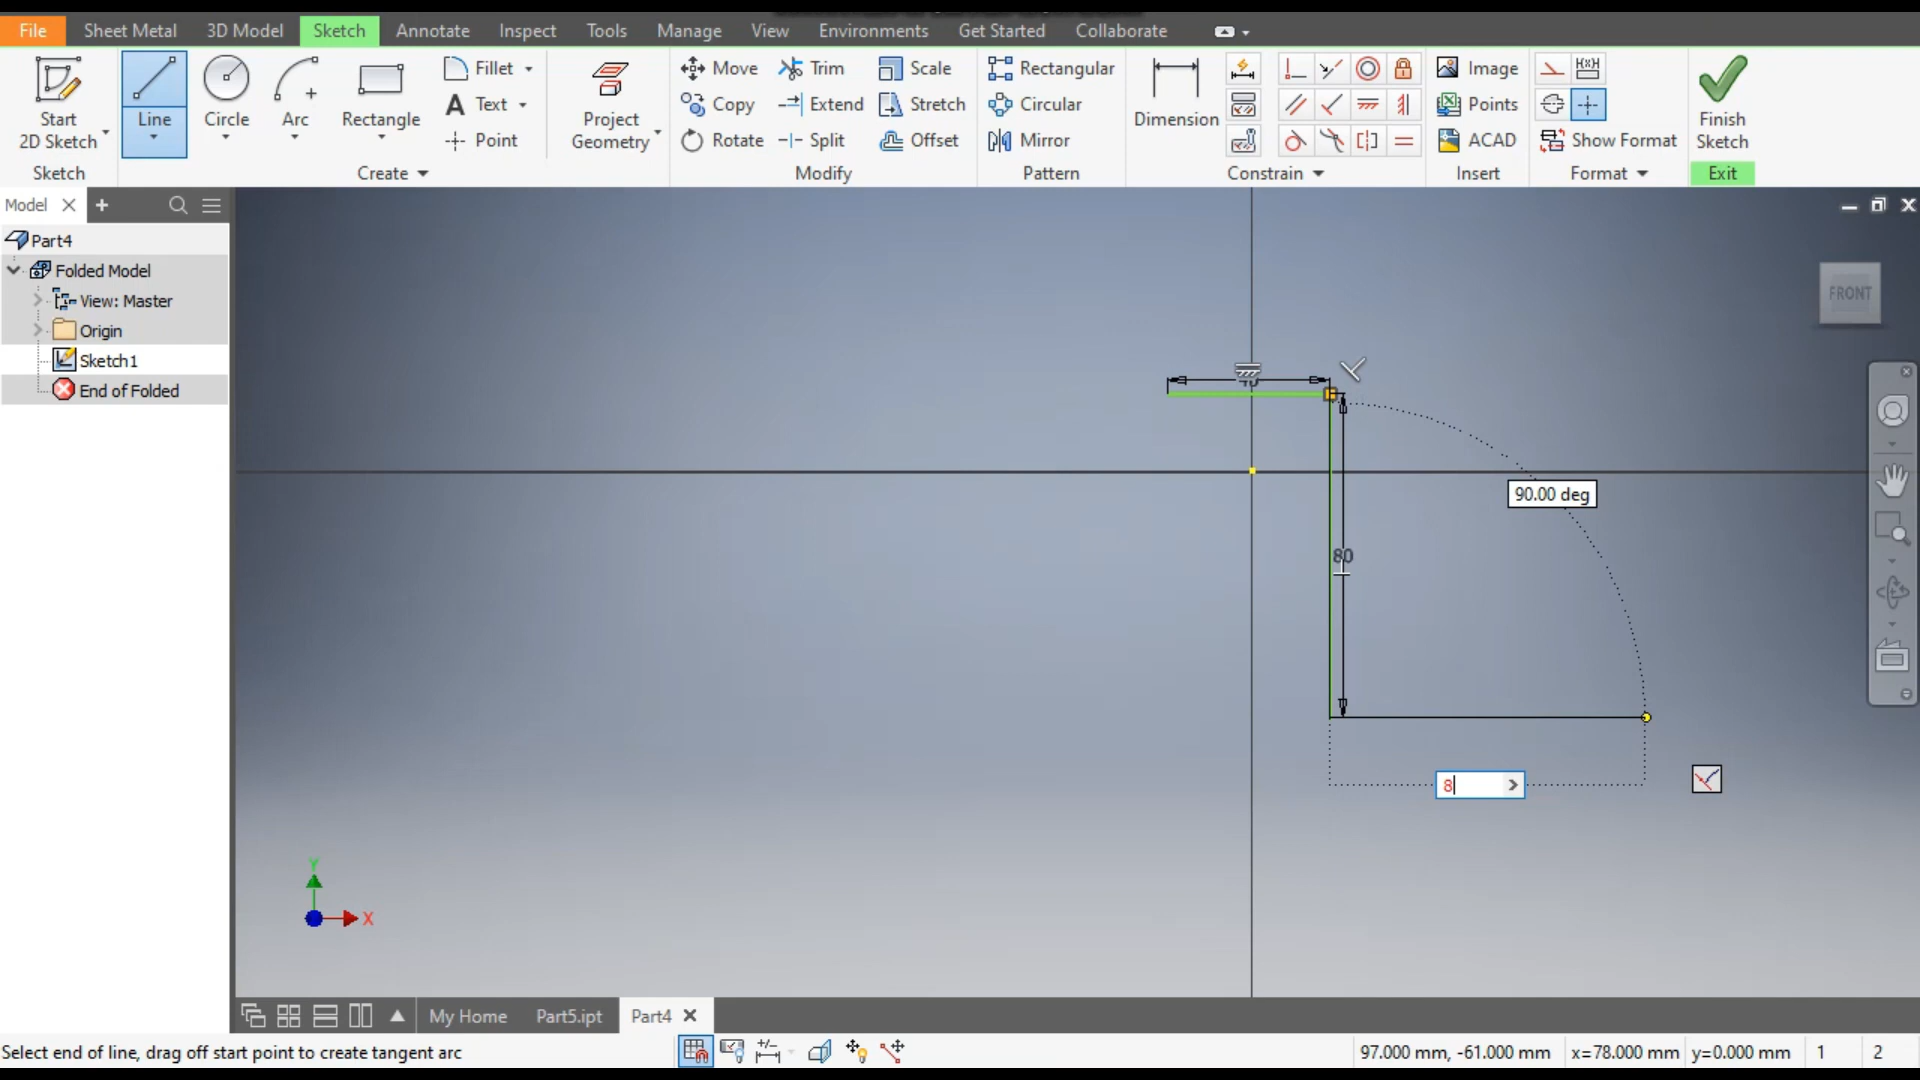 File Sheet Metal 3D Model Sketch Annotate Inspect Tools Manage View Environments Get Started Collaborate
Start
2D Sketch
Line
Circle
Arc
Rectangle
Fillet
Text
Point
Project
Geometry
Move
Copy
Rotate
Trim
Extend
Split
Scale
Stretch
Offset
Rectangular
Circular
Mirror
Dimension
Image
Points
ACAD
Show Format
Finish
Sketch
Sketch Create Modify Pattern Constrain Insert Format Exit
Model
Part4
Folded Model
View: Master
Origin
Sketch1
End of Folded
FRONT
90.00 deg
80
8
Y
X
My Home Part5.ipt Part4
Select end of line, drag off start point to create tangent arc
97.000 mm, -61.000 mm x=78.000 mm y=0.000 mm 1 2